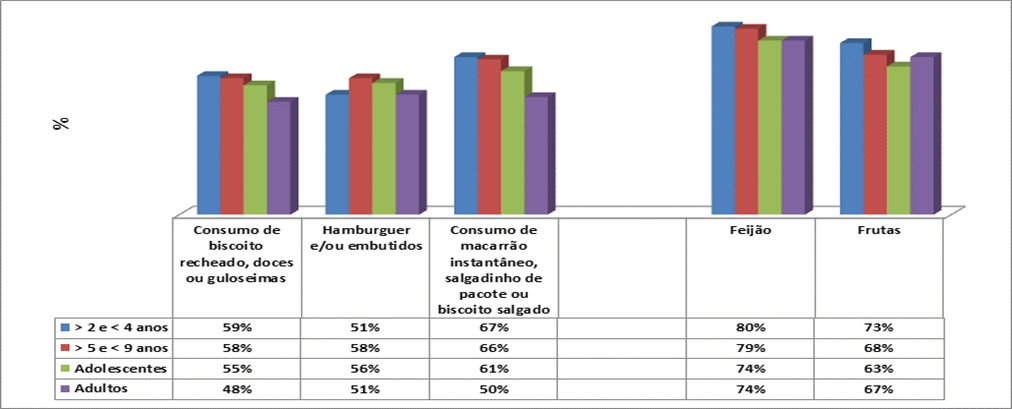 %
Consumo de
biscoito
recheado, doces
ou guloseimas
Hamburguer
e/ou embutidos
Consumo de
macarrão
instantâneo,
salgadinho de
pacote ou
biscoito salgado
Feijão
Frutas
> 2 e < 4 anos 59% 51% 67% 80% 73%
> 5 e < 9 anos 58% 58% 66% 79% 68%
Adolescentes 55% 56% 61% 74% 63%
Adultos 48% 51% 50% 74% 67%